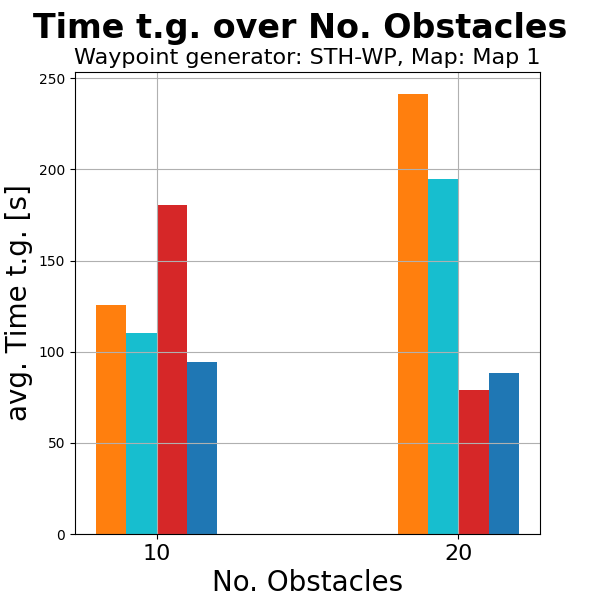 Time t.g. over No. Obstacles
Waypoint generator: STH-WP, Map: Map 1
250
200
150
100
50
0
avg. Time t.g. [s]
10
20
No. Obstacles